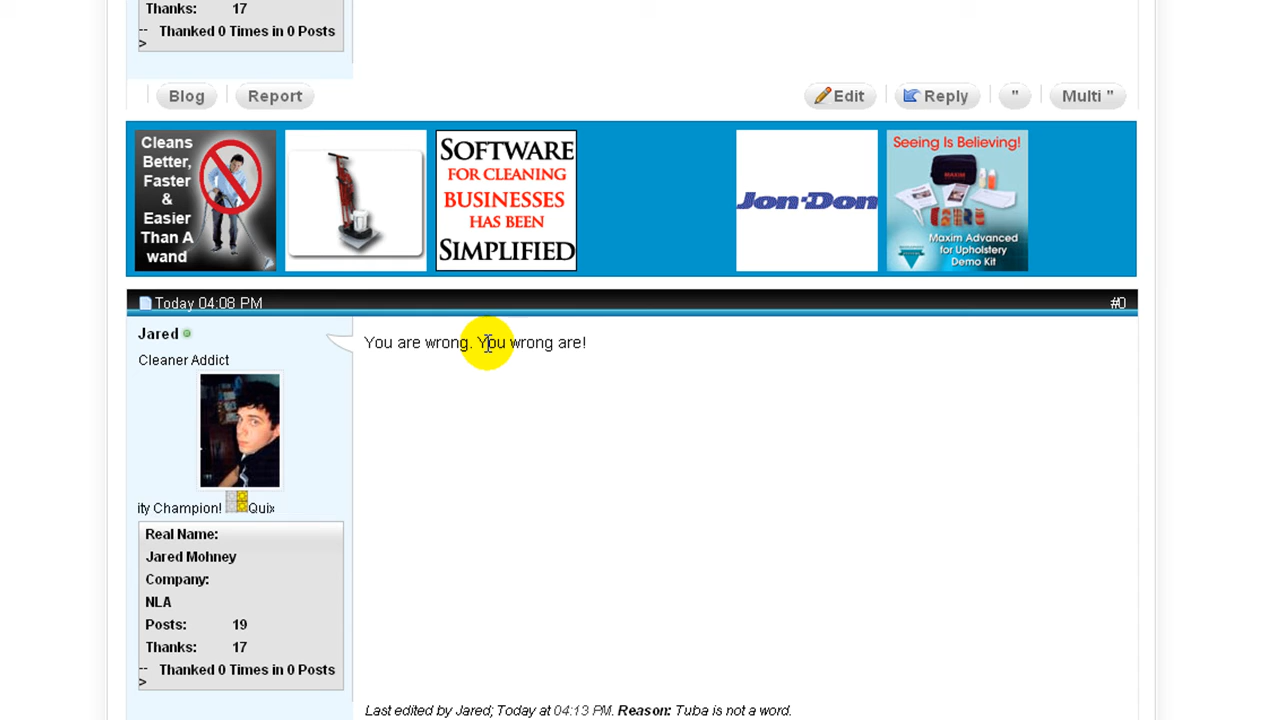 Thanks: 17
-- Thanked 0 Times in 0 Posts
>
Blog Report Edit Reply " Multi "
Cleans
Better,
Faster
&
Easier
Than A
wand
SOFTWARE
FOR CLEANING
BUSINESSES
HAS BEEN
SIMPLIFIED
Jon-Don
Seeing Is Believing!
MAXIM
Maxim Advanced
for Upholstery
Demo Kit
Today 04:08 PM #0
Jared
Cleaner Addict
You are wrong. You wrong are!
ity Champion! Quix
Real Name:
Jared Mohney
Company:
NLA
Posts: 19
Thanks: 17
-- Thanked 0 Times in 0 Posts
>
Last edited by Jared; Today at 04:13 PM. Reason: Tuba is not a word.